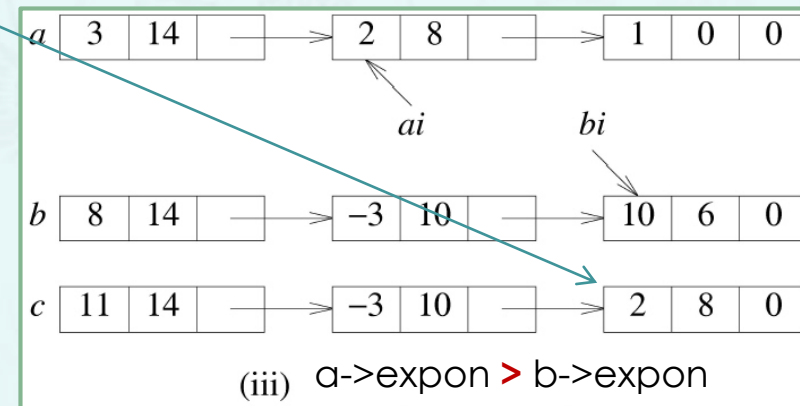 a 3 14 2 8 1 0 0
ai bi
b 8 14 −3 10 10 6 0
c 11 14 −3 10 2 8 0
(iii) a->expon > b->expon